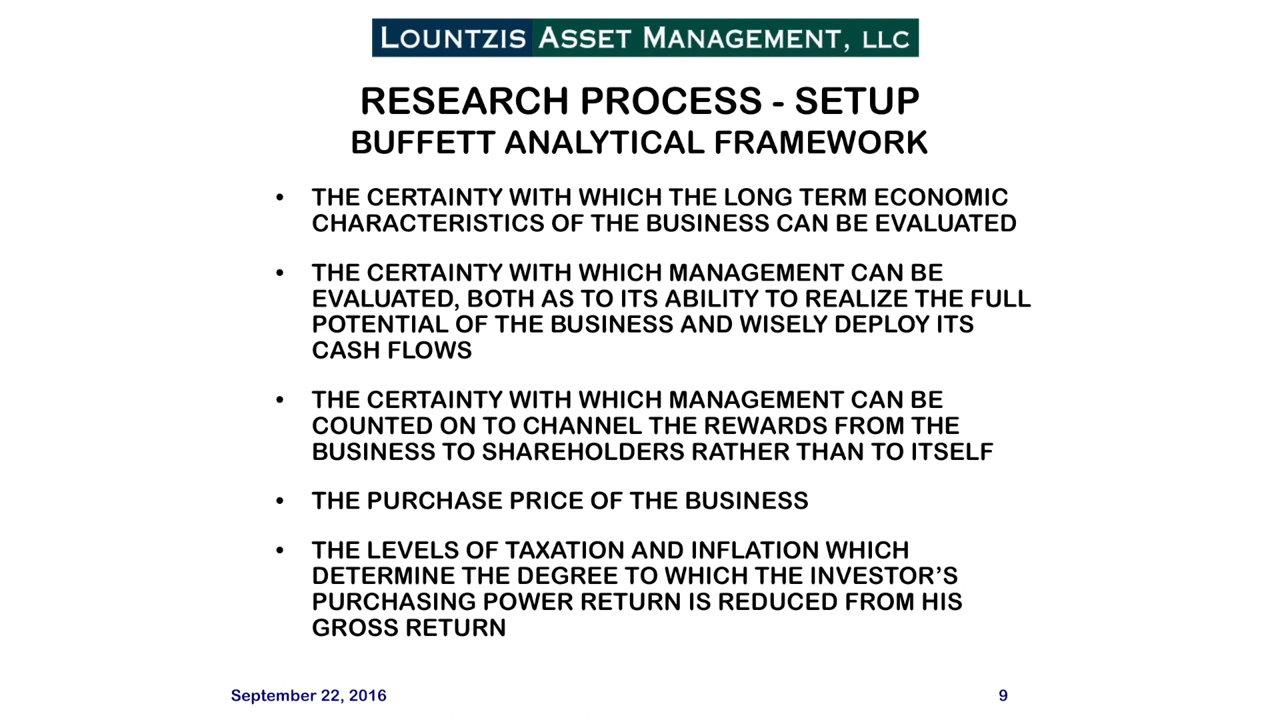 LOUNTZIS ASSET MANAGEMENT, LLC
RESEARCH PROCESS - SETUP
BUFFETT ANALYTICAL FRAMEWORK
• THE CERTAINTY WITH WHICH THE LONG TERM ECONOMIC
CHARACTERISTICS OF THE BUSINESS CAN BE EVALUATED
• THE CERTAINTY WITH WHICH MANAGEMENT CAN BE
EVALUATED, BOTH AS TO ITS ABILITY TO REALIZE THE FULL
POTENTIAL OF THE BUSINESS AND WISELY DEPLOY ITS
CASH FLOWS
• THE CERTAINTY WITH WHICH MANAGEMENT CAN BE
COUNTED ON TO CHANNEL THE REWARDS FROM THE
BUSINESS TO SHAREHOLDERS RATHER THAN TO ITSELF
• THE PURCHASE PRICE OF THE BUSINESS
• THE LEVELS OF TAXATION AND INFLATION WHICH
DETERMINE THE DEGREE TO WHICH THE INVESTOR’S
PURCHASING POWER RETURN IS REDUCED FROM HIS
GROSS RETURN
September 22, 2016
9